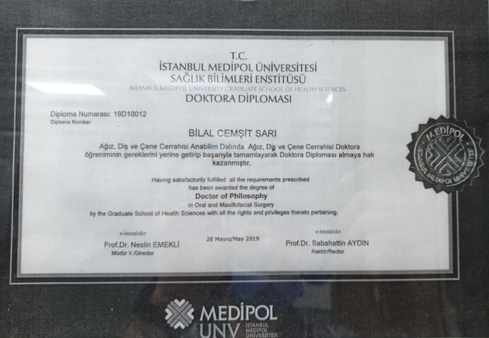 T.C.
İSTANBUL MEDİPOL ÜNİVERSİTESİ
SAĞLIK BİLİMLERİ ENSTİTÜSÜ
ISTANBUL MEDIPOL UNIVERSITY GRADUATE SCHOOL OF HEALTH SCIENCES
DOKTORA DİPLOMASI
Diploma Numarası: 19D10012
Diploma Number
BİLAL CEMŞİT SARI
Ağız, Diş ve Çene Cerrahisi Anabilim Dalında Ağız, Diş ve Çene Cerrahisi Doktora
öğreniminin gereklerini yerine getirip başarıyla tamamlayarak Doktora Diploması almaya hak
kazanmıştır.
Having satisfactorily fulfilled all the requirements prescribed
has been awarded the degree of
Doctor of Philosophy
in Oral and Maxillofacial Surgery
by the Graduate School of Health Sciences with all the rights and privileges thereto pertaining.
e-imzalıdır
Prof.Dr. Neslin EMEKLİ
Müdür V./Director
28 Mayıs/May 2019
e-imzalıdır
Prof.Dr. Sabahattin AYDIN
Rektör/Rector
MEDİPOL
MEDİPOL
UNV
İSTANBUL
MEDİPOL
ÜNİVERSİTESİ